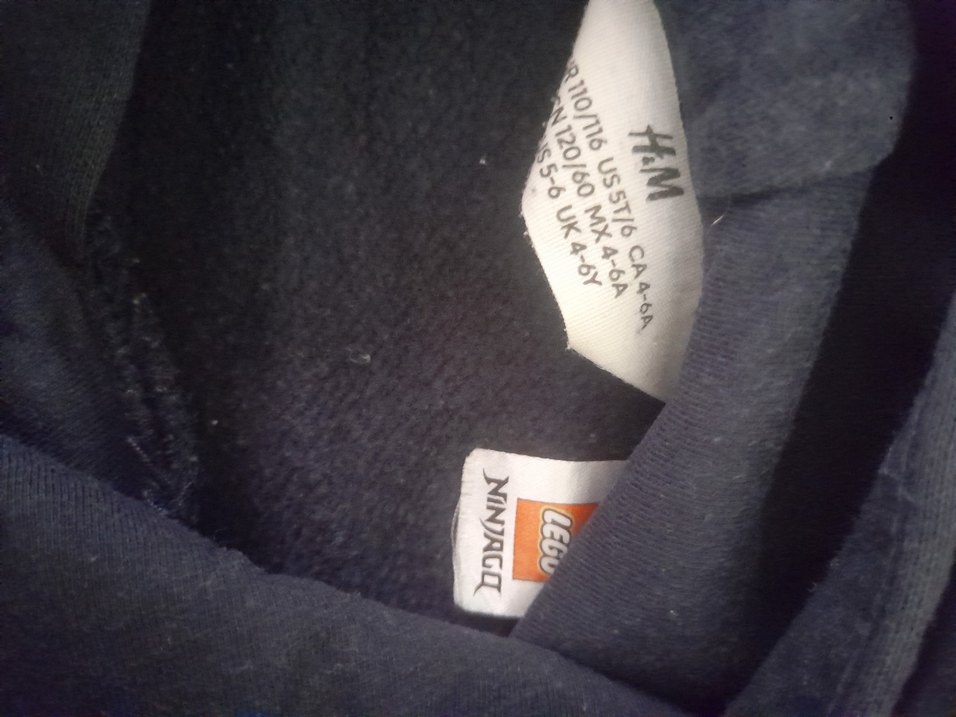 H&M
110/116 US 5T/6 CA 4-6A
120/60 MX 4-6A
5-6 UK 4-6Y
LEGO
NINJAGO